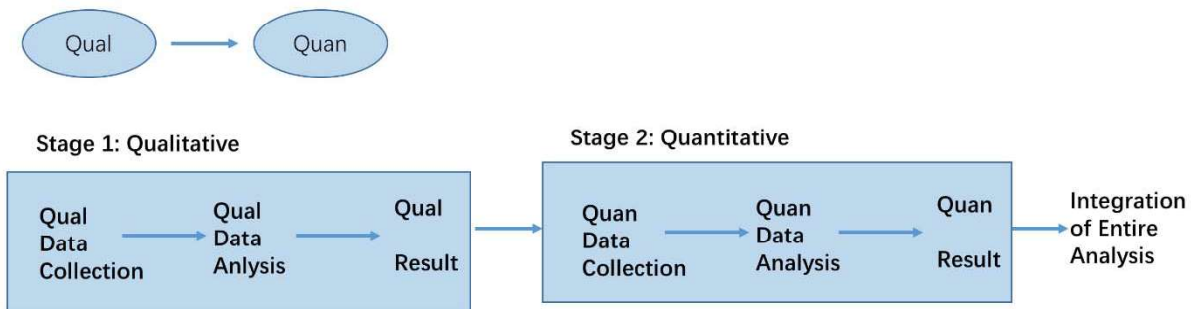 Qual
Quan
Stage 1: Qualitative
Qual
Data
Collection
Qual
Data
Anlysis
Qual
Result
Stage 2: Quantitative
Quan
Data
Collection
Quan
Data
Analysis
Quan
Result
Integration
of Entire
Analysis